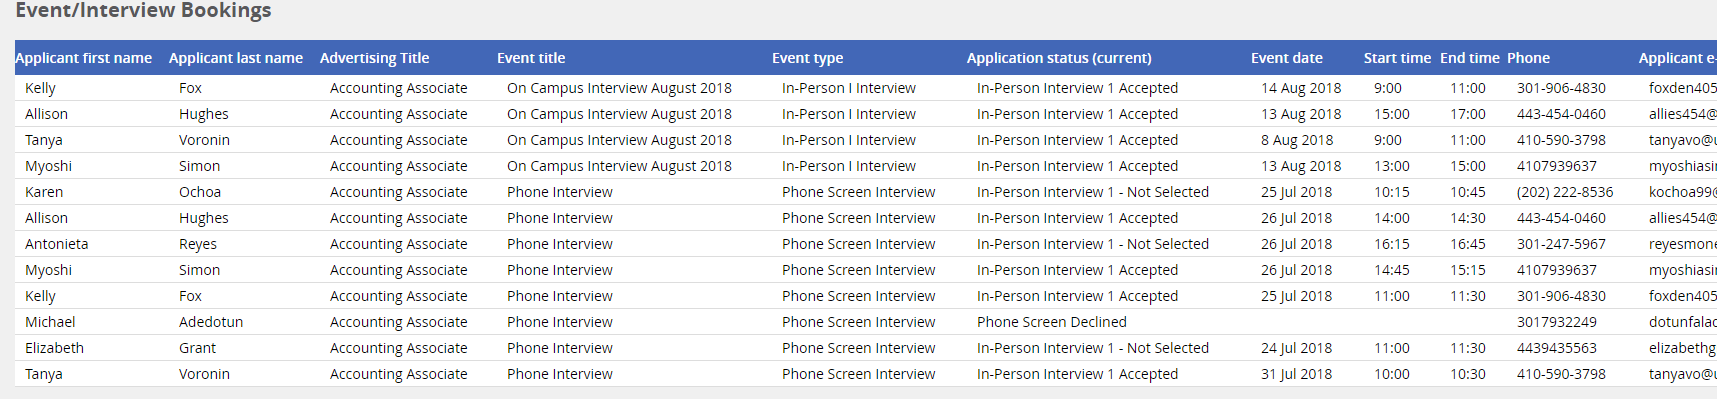 Event/Interview Bookings
Applicant first name Applicant last name Advertising Title Event title Event type Application status (current) Event date Start time End time Phone Applicant e-
Kelly Fox Accounting Associate On Campus Interview August 2018 In-Person I Interview In-Person Interview 1 Accepted 14 Aug 2018 9:00 11:00 301-906-4830 foxden405
Allison Hughes Accounting Associate On Campus Interview August 2018 In-Person I Interview In-Person Interview 1 Accepted 13 Aug 2018 15:00 17:00 443-454-0460 allies454@
Tanya Voronin Accounting Associate On Campus Interview August 2018 In-Person I Interview In-Person Interview 1 Accepted 8 Aug 2018 9:00 11:00 410-590-3798 tanyavo@u
Myoshi Simon Accounting Associate On Campus Interview August 2018 In-Person I Interview In-Person Interview 1 Accepted 13 Aug 2018 13:00 15:00 4107939637 myoshiasi
Karen Ochoa Accounting Associate Phone Interview Phone Screen Interview In-Person Interview 1 - Not Selected 25 Jul 2018 10:15 10:45 (202) 222-8536 kochoa99@
Allison Hughes Accounting Associate Phone Interview Phone Screen Interview In-Person Interview 1 Accepted 26 Jul 2018 14:00 14:30 443-454-0460 allies454@
Antonieta Reyes Accounting Associate Phone Interview Phone Screen Interview In-Person Interview 1 - Not Selected 26 Jul 2018 16:15 16:45 301-247-5967 reyesmone
Myoshi Simon Accounting Associate Phone Interview Phone Screen Interview In-Person Interview 1 Accepted 26 Jul 2018 14:45 15:15 4107939637 myoshiasi
Kelly Fox Accounting Associate Phone Interview Phone Screen Interview In-Person Interview 1 Accepted 25 Jul 2018 11:00 11:30 301-906-4830 foxden405
Michael Adedotun Accounting Associate Phone Interview Phone Screen Interview Phone Screen Declined 3017932249 dotunfalad
Elizabeth Grant Accounting Associate Phone Interview Phone Screen Interview In-Person Interview 1 - Not Selected 24 Jul 2018 11:00 11:30 4439435563 elizabethg
Tanya Voronin Accounting Associate Phone Interview Phone Screen Interview In-Person Interview 1 Accepted 31 Jul 2018 10:00 10:30 410-590-3798 tanyavo@u